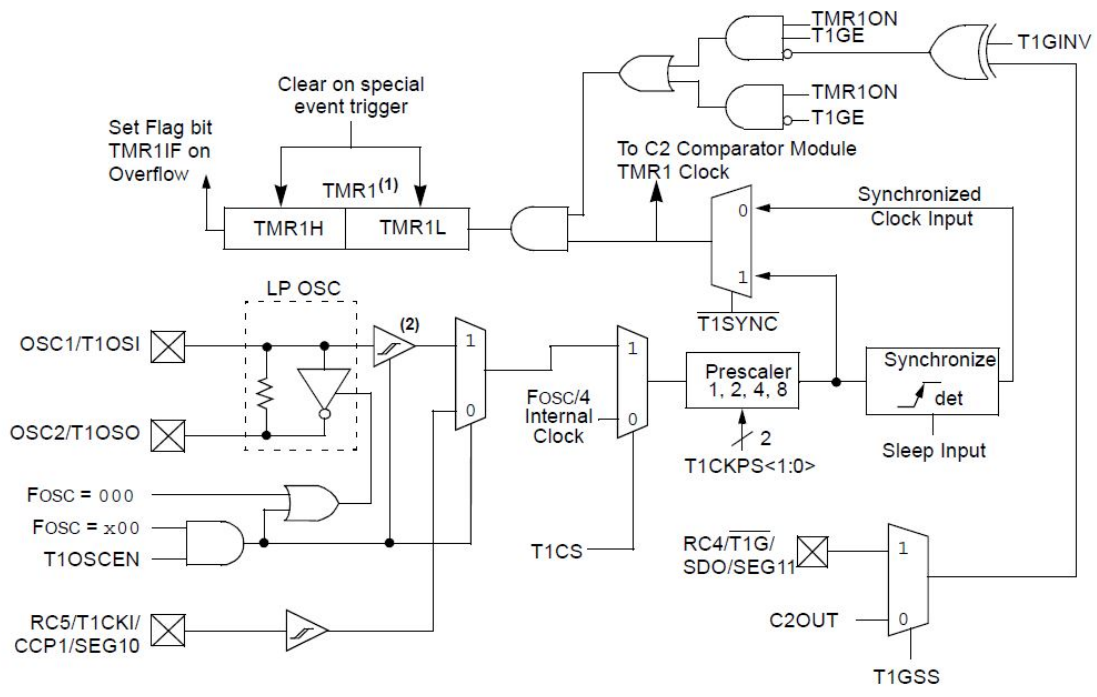 TMR1ON
T1GE
T1GINV
TMR1ON
T1GE
Clear on special
event trigger
Set Flag bit
TMR1IF on
Overflow
To C2 Comparator Module
TMR1 Clock
TMR1(1)
TMR1H
TMR1L
0
1
Synchronized
Clock Input
T1SYNC
LP OSC
OSC1/T1OSI
(2)
1
0
OSC2/T1OSO
1
0
FOSC/4
Internal
Clock
Prescaler
1, 2, 4, 8
2
T1CKPS<1:0>
Synchronize
det
Sleep Input
FOSC = 000
FOSC = x00
T1OSCEN
T1CS
RC5/T1CKI/
CCP1/SEG10
RC4/T1G/
SDO/SEG11
1
0
C2OUT
T1GSS